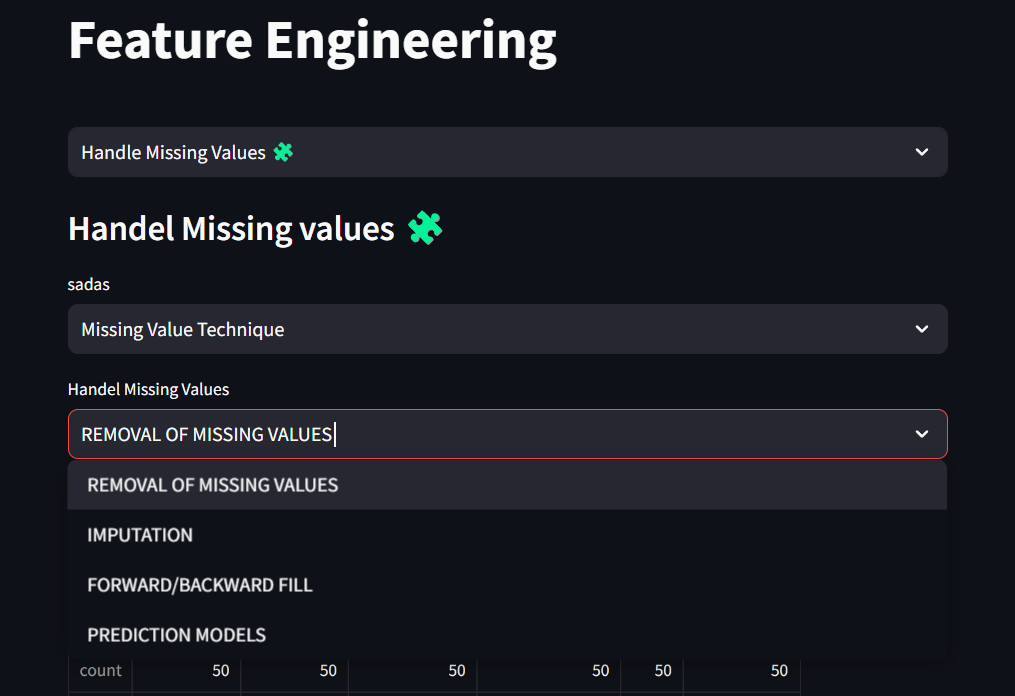 Feature Engineering
Handle Missing Values
Handel Missing values
sadas
Missing Value Technique
Handel Missing Values
REMOVAL OF MISSING VALUES
REMOVAL OF MISSING VALUES
IMPUTATION
FORWARD/BACKWARD FILL
PREDICTION MODELS
count 50 50 50 50 50 50